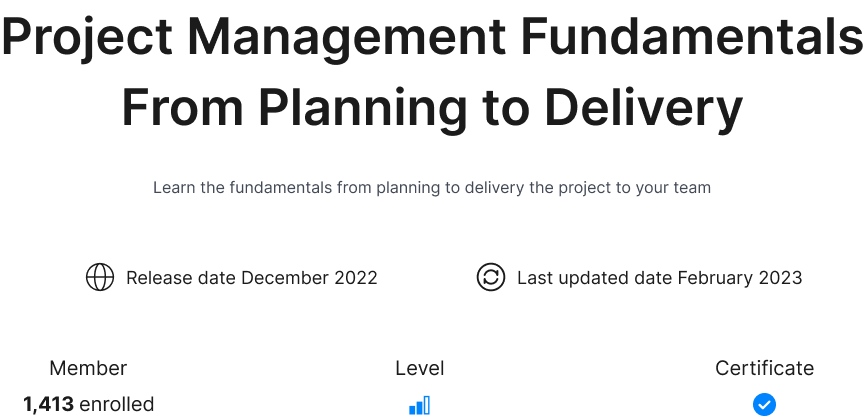 Project Management Fundamentals
From Planning to Delivery
Learn the fundamentals from planning to delivery the project to your team
Release date December 2022
Last updated date February 2023
Member
Level
Certificate
1,413 enrolled